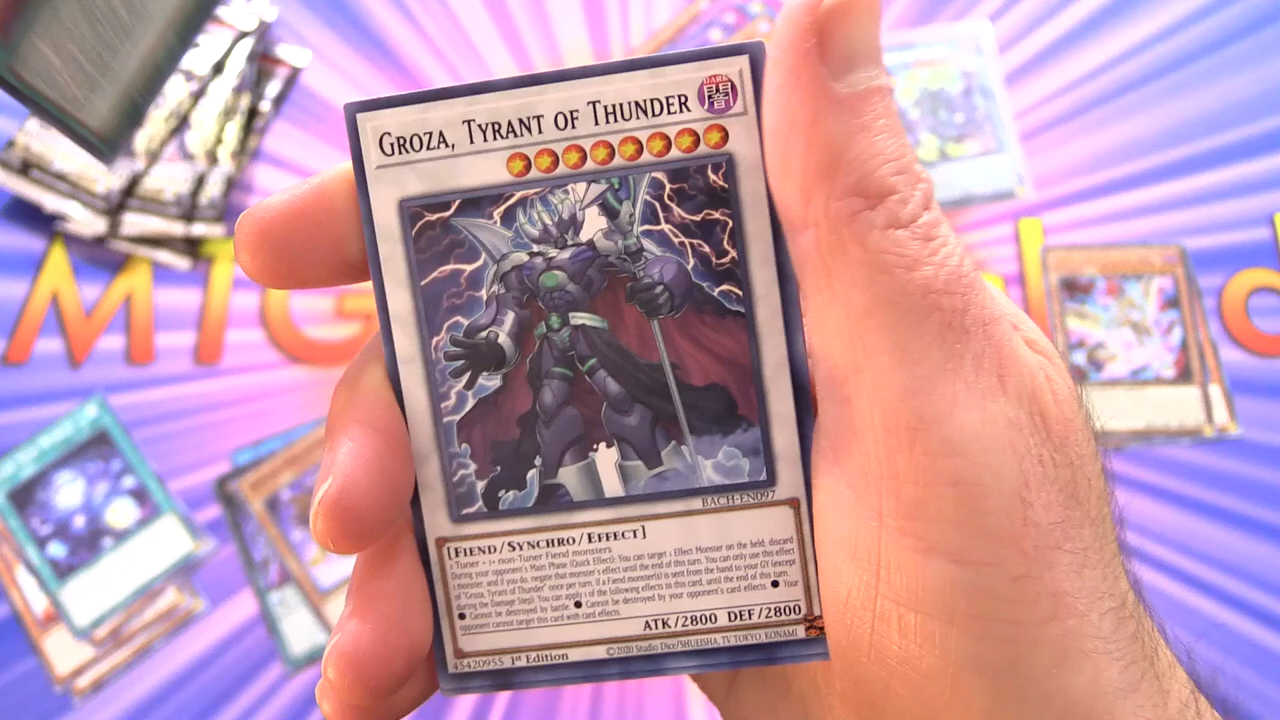 GROZA, TYRANT OF THUNDER
DARK
闇
MIG
BACH-EN097
[FIEND/SYNCHRO/EFFECT]
1 Tuner + 1+ non-Tuner Fiend monsters
During your opponent's Main Phase (Quick Effect): You can target 1 Effect Monster on the field; discard
1 monster, and if you do, negate that monster's effect until the end of this turn. You can only use this effect
of "Groza, Tyrant of Thunder" once per turn. If a Fiend monster(s) is sent from the hand to your GY (except
during the Damage Step): You can apply 1 of the following effects to this card, until the end of this turn.
● Cannot be destroyed by battle. ● Cannot be destroyed by your opponent's card effects. ● Your
opponent cannot target this card with card effects.
ATK/2800 DEF/2800
45420955 1st Edition ©2020 Studio Dice/SHUEISHA, TV TOKYO, KONAMI